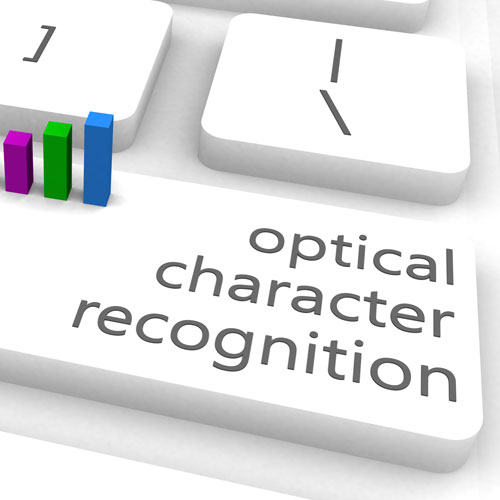 ]
|
\
optical
character
recognition